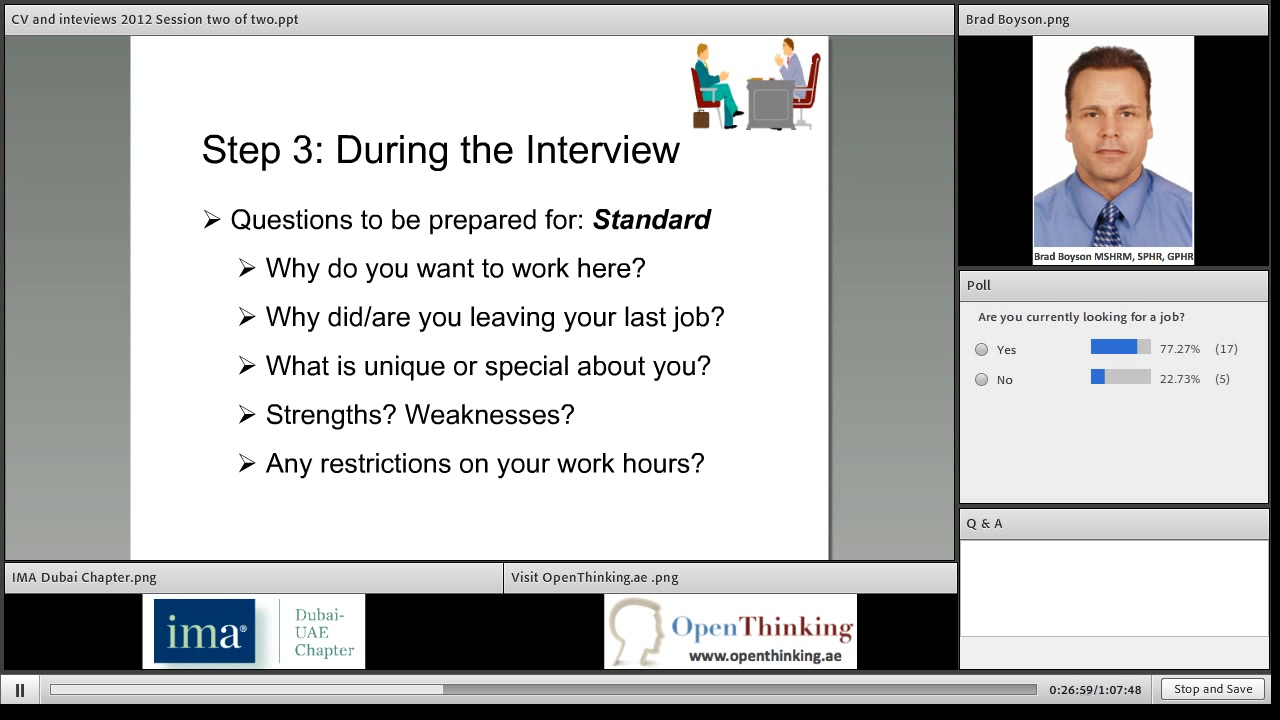 CV and inteviews 2012 Session two of two.ppt
Step 3: During the Interview
➢ Questions to be prepared for: Standard
➢ Why do you want to work here?
➢ Why did/are you leaving your last job?
➢ What is unique or special about you?
➢ Strengths? Weaknesses?
➢ Any restrictions on your work hours?
Brad Boyson.png
Brad Boyson MSHRM, SPHR, GPHR
Poll
Are you currently looking for a job?
Yes 77.27% (17)
No 22.73% (5)
Q & A
IMA Dubai Chapter.png
ima®
Dubai-
UAE
Chapter
Visit OpenThinking.ae .png
OpenThinking
www.openthinking.ae
0:26:59/1:07:48
Stop and Save